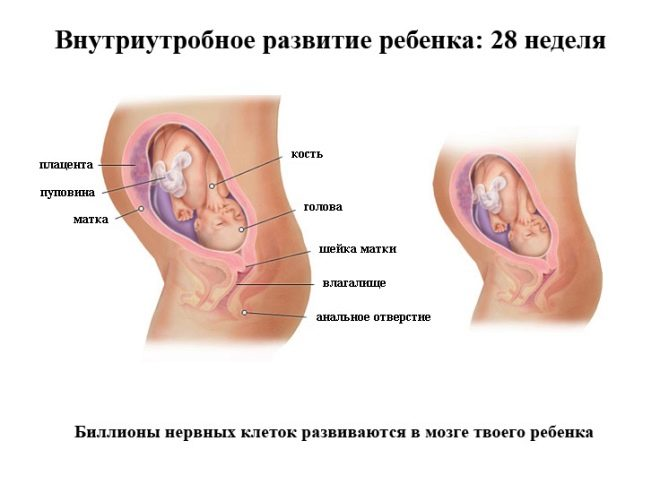 Внутриутробное развитие ребенка: 28 неделя
плацента
пуповина
матка
кость
голова
шейка матки
влагалище
анальное отверстие
Биллионы нервных клеток развиваются в мозге твоего ребенка